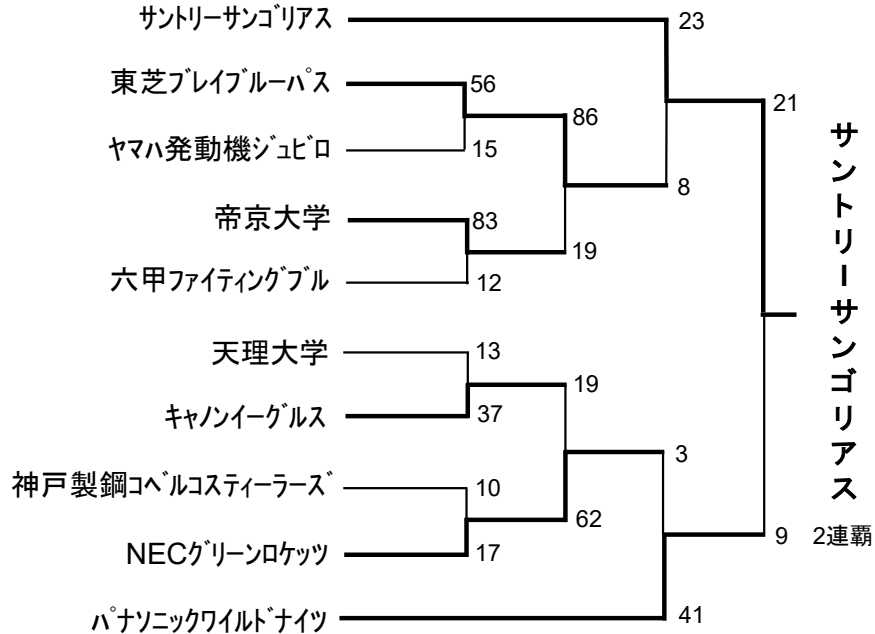 サントリーサンゴリアス
23
東芝ブレイブルーパス
56
21
86
ヤマハ発動機ジュビロ
15
8
帝京大学
83
19
六甲ファイティングブル
12
サントリーサンゴリアス
天理大学
13
19
キャノンイーグルス
37
3
神戸製鋼コベルコスティーラーズ
10
62
9 2連覇
NECグリーンロケッツ
17
パナソニックワイルドナイツ
41